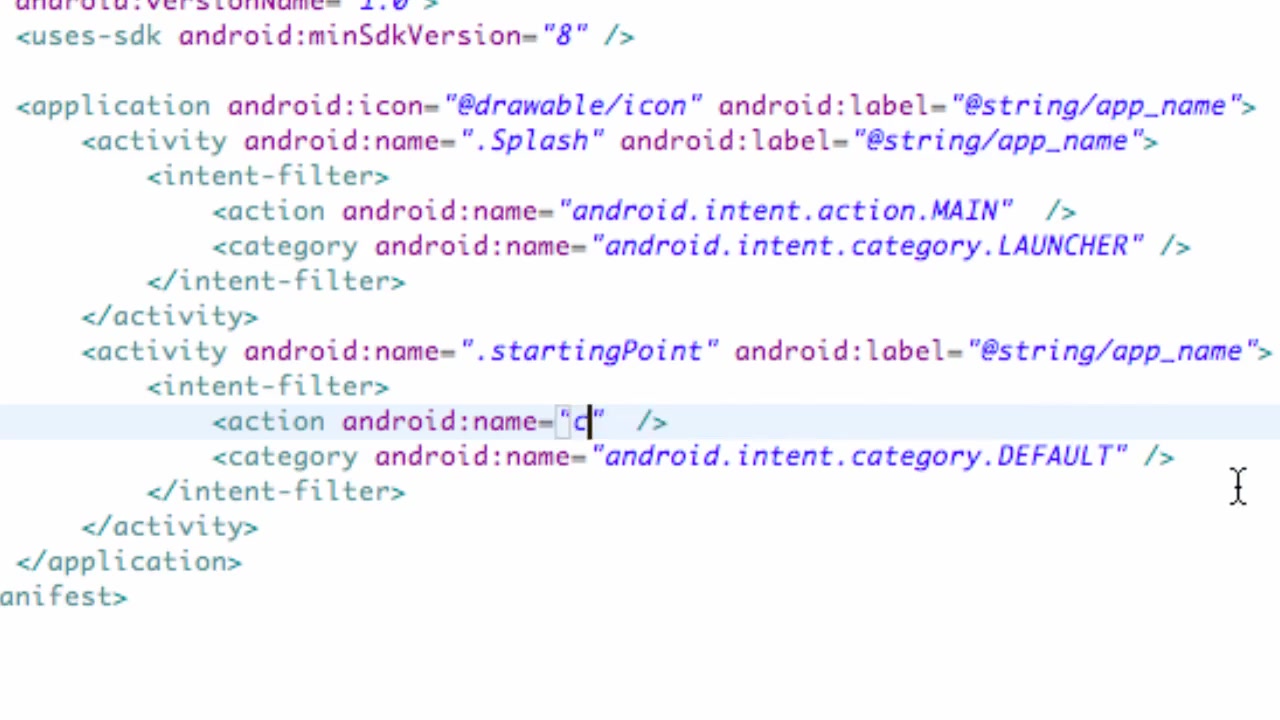 android:versionName="1.0">
<uses-sdk android:minSdkVersion="8" />
<application android:icon="@drawable/icon" android:label="@string/app_name">
<activity android:name=".Splash" android:label="@string/app_name">
<intent-filter>
<action android:name="android.intent.action.MAIN"  />
<category android:name="android.intent.category.LAUNCHER" />
</intent-filter>
</activity>
<activity android:name=".startingPoint" android:label="@string/app_name">
<intent-filter>
<action android:name="c"  />
<category android:name="android.intent.category.DEFAULT" />
</intent-filter>
</activity>
</application>
anifest>